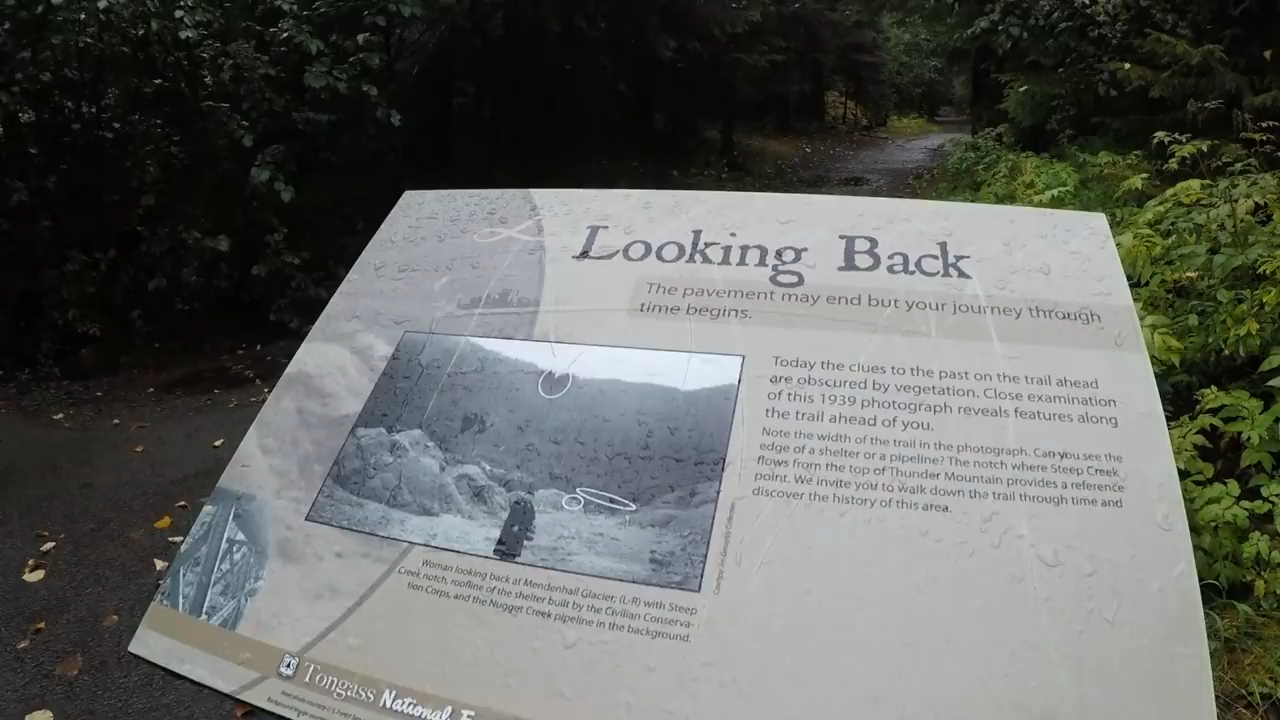 Looking Back
The pavement may end but your journey through
time begins.
Today the clues to the past on the trail ahead
are obscured by vegetation. Close examination
of this 1939 photograph reveals features along
the trail ahead of you.
Note the width of the trail in the photograph. Can you see the
edge of a shelter or a pipeline? The notch where Steep Creek
flows from the top of Thunder Mountain provides a reference
point. We invite you to walk down the trail through time and
discover the history of this area.
Woman looking back at Mendenhall Glacier; (L-R) with Steep
Creek notch, roofline of the shelter built by the Civilian Conserva-
tion Corps, and the Nugget Creek pipeline in the background.
Tongass National